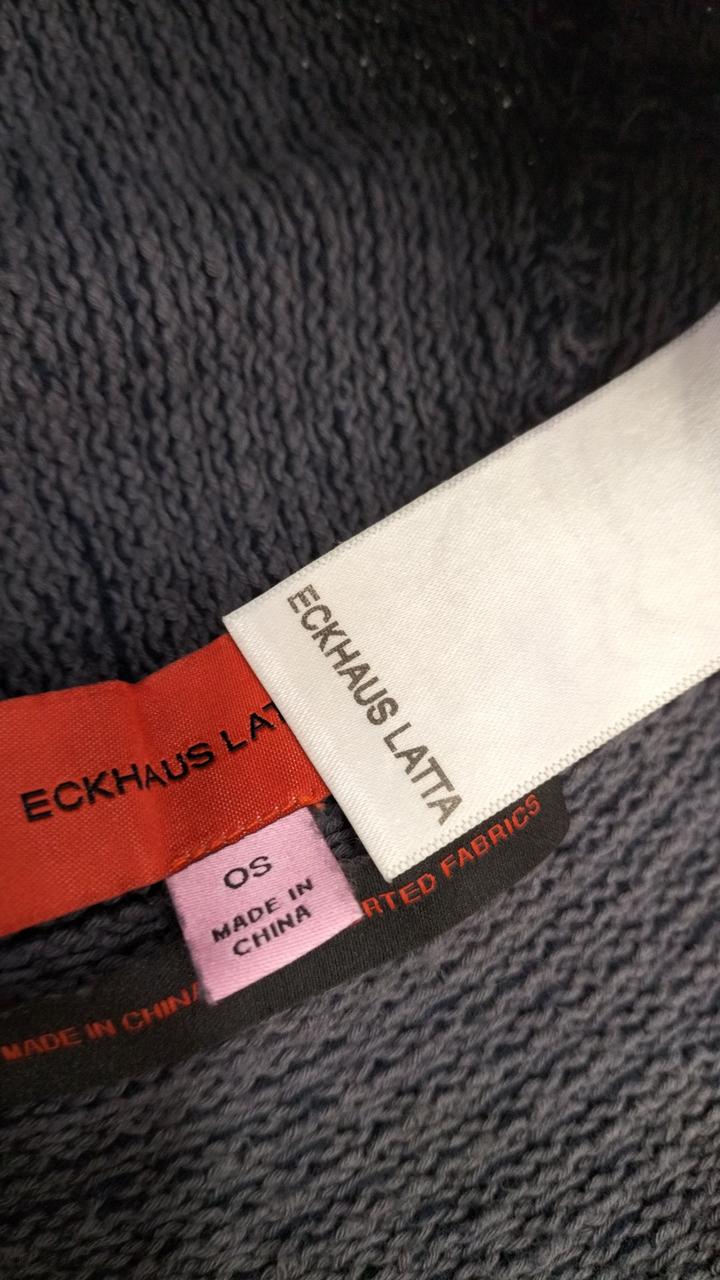 ECKHAUS LATTA
ECKHAUS LAT
OS
MADE IN
CHINA
RTED FABRICS
MADE IN CHINA